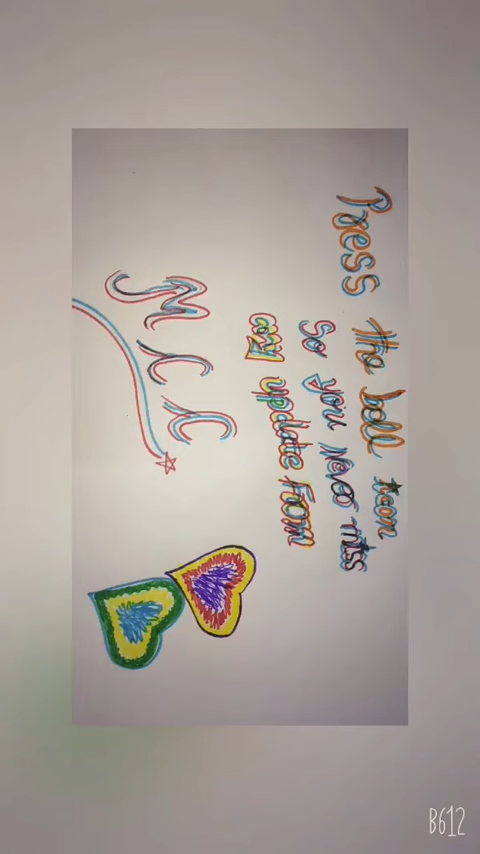 Press the bell icon
So you never miss
any update from
MCC
B612